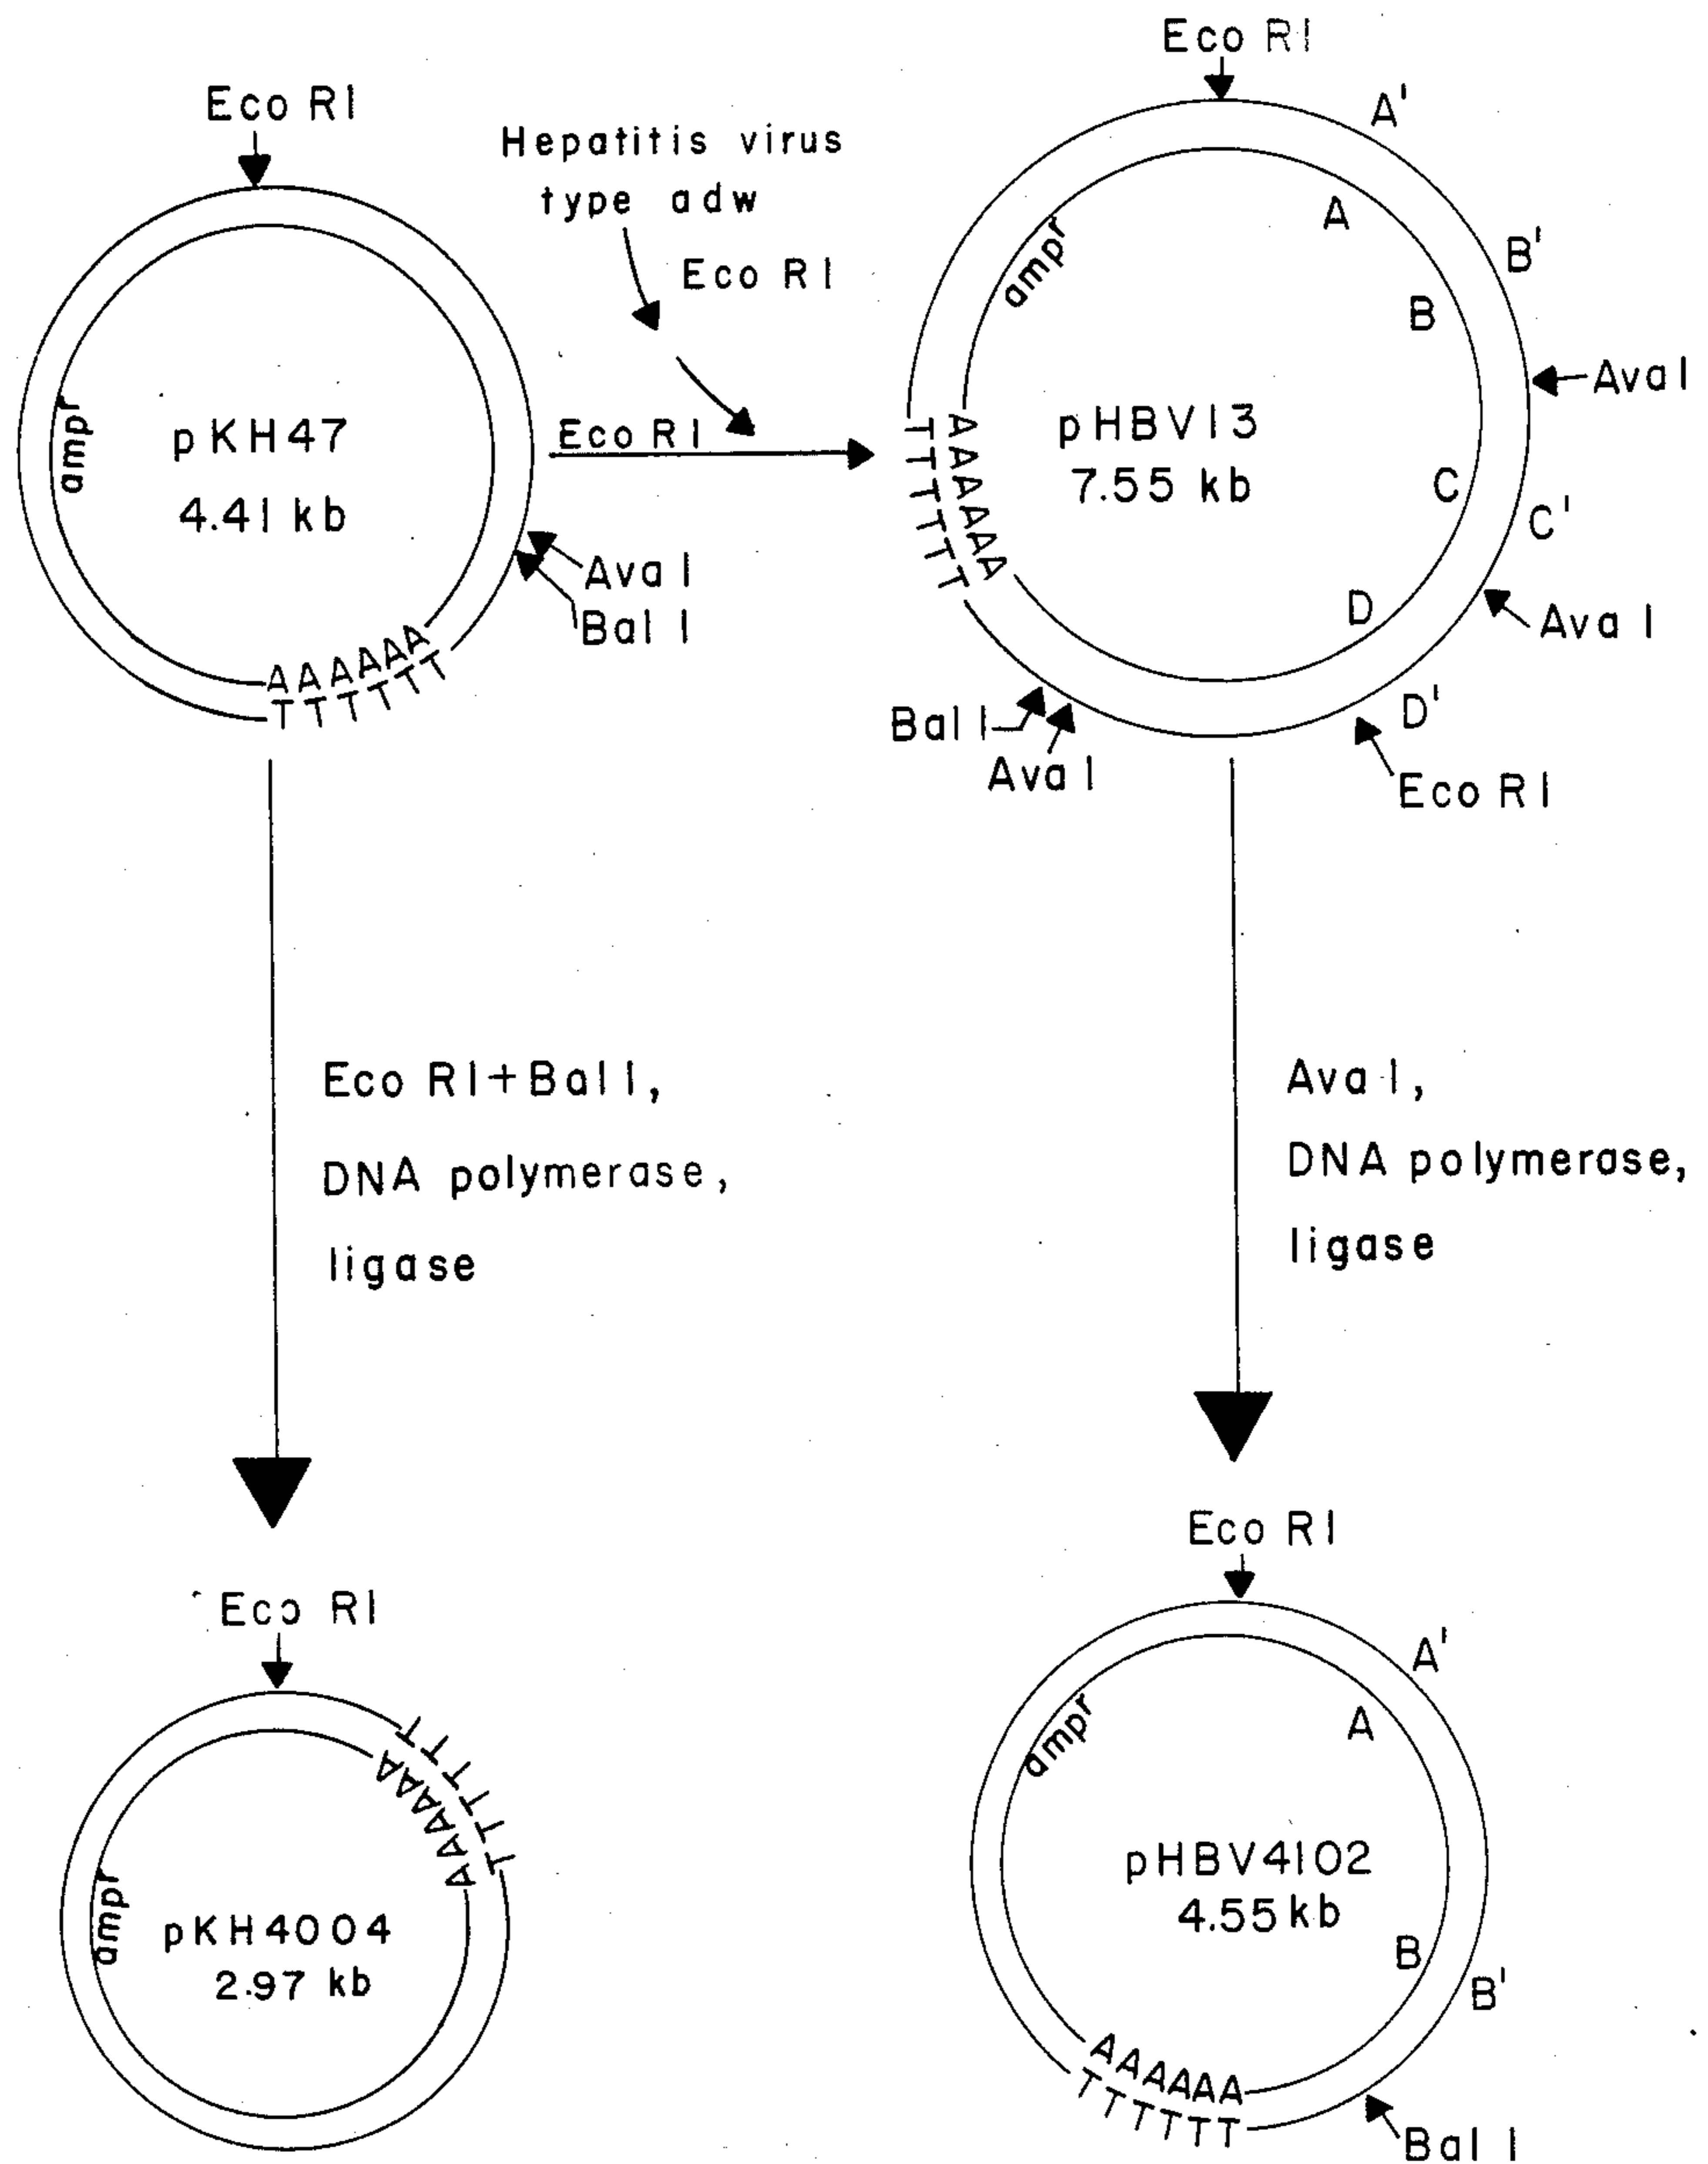 Eco RI
Eco RI
Hepatitis virus
type adw
Eco RI
A'
A
B'
B
ampr
Ava I
ampr
pKH47
4.41 kb
Eco RI
pHBV13
7.55 kb
C
C'
AAAAAA
TTTTTT
Ava I
Bal I
D
Ava I
AAAAAA
TTTTTT
D'
Bal I
Ava I
Eco RI
Eco RI+Bal I,
DNA polymerase,
ligase
Ava I,
DNA polymerase,
ligase
Eco RI
Eco RI
A'
A
ampr
TTTTTT
AAAAAA
ampr
pKH4004
2.97 kb
pHBV4102
4.55 kb
B
B'
AAAAAA
TTTTTT
Bal I